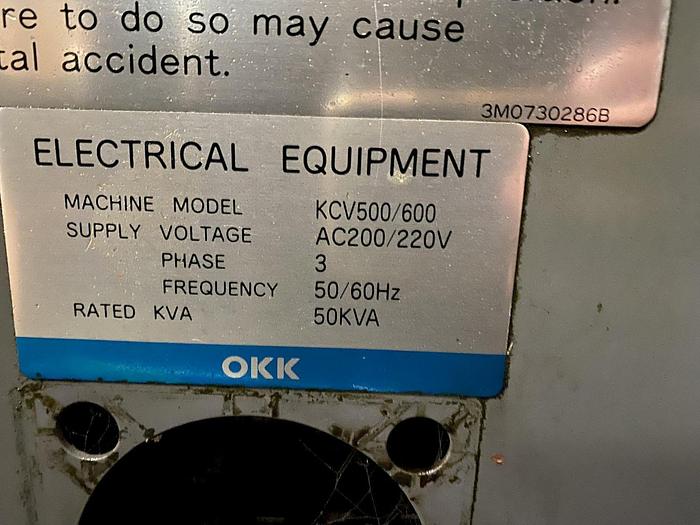 re to do so may cause
tal accident.
3M0730286B
ELECTRICAL EQUIPMENT
MACHINE MODEL KCV500/600
SUPPLY VOLTAGE AC200/220V
PHASE 3
FREQUENCY 50/60Hz
RATED KVA 50KVA
OKK